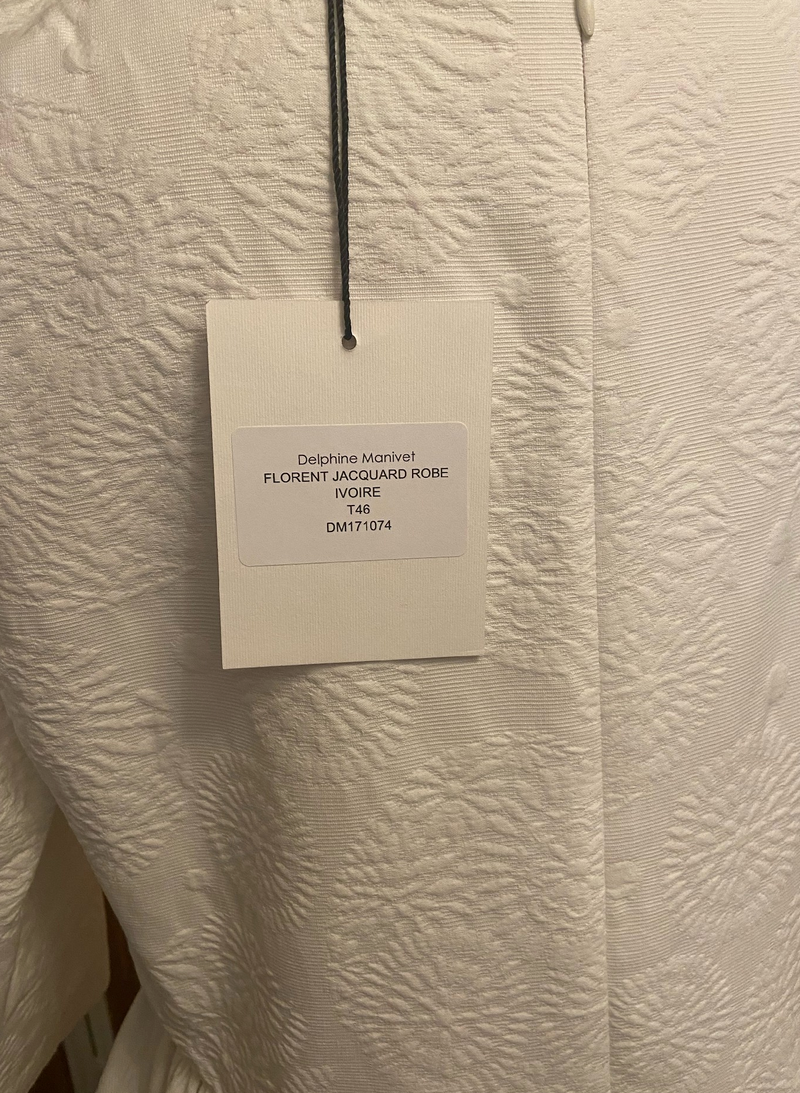 Delphine Manivet
FLORENT JACQUARD ROBE
IVOIRE
T46
DM171074